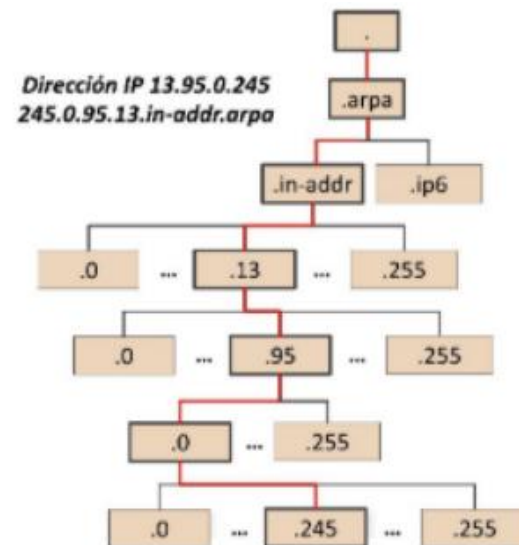 .
Dirección IP 13.95.0.245
245.0.95.13.in-addr.arpa
.arpa
.in-addr .ip6
.0 ... .13 ... .255
.0 ... .95 ... .255
.0 ... .255
.0 ... .245 ... .255